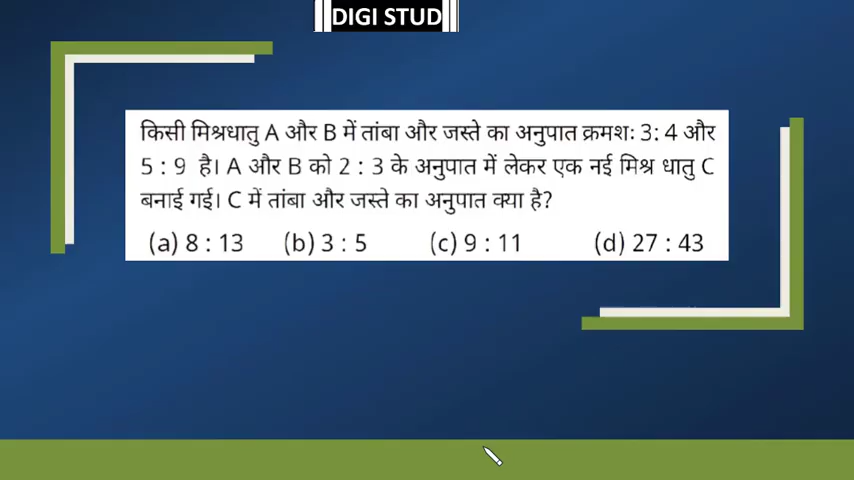 DIGI STUD
किसी मिश्रधातु A और B में तांबा और जस्ते का अनुपात क्रमशः 3: 4 और
5 : 9 है। A और B को 2 : 3 के अनुपात में लेकर एक नई मिश्र धातु C
बनाई गई। C में तांबा और जस्ते का अनुपात क्या है?
(a) 8 : 13 (b) 3 : 5 (c) 9 : 11 (d) 27 : 43